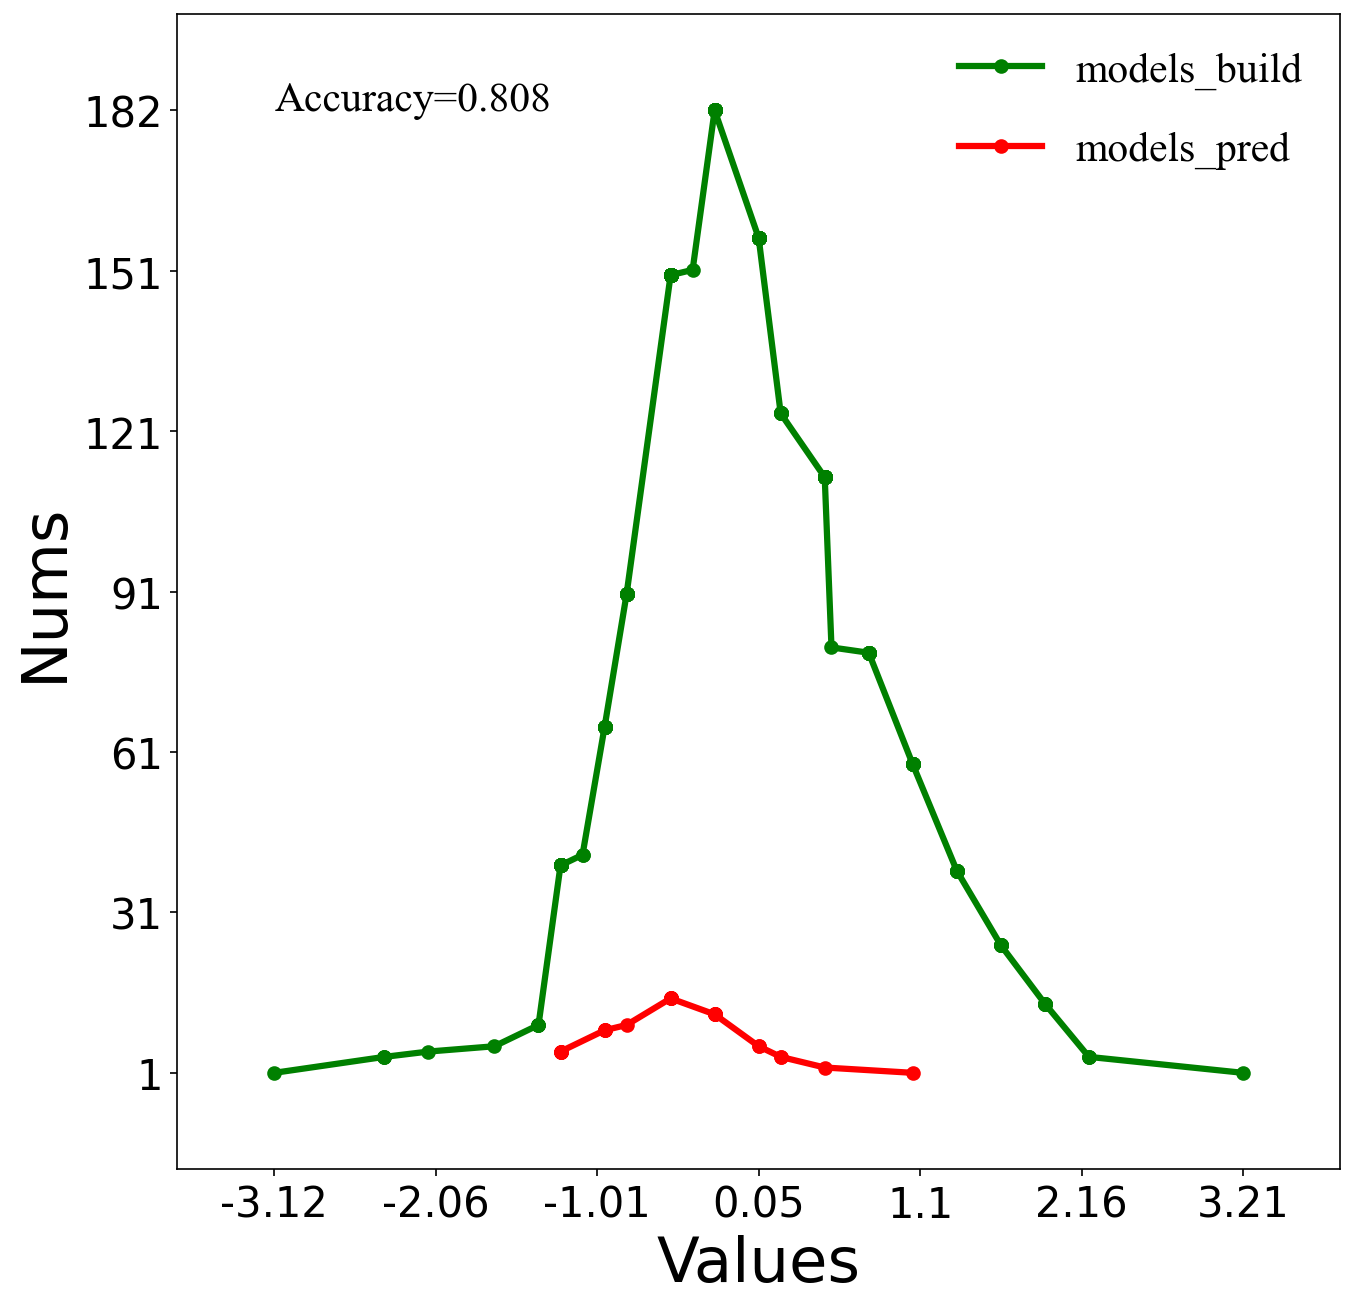 Accuracy=0.808
models_build
models_pred
Nums
182
151
121
91
61
31
1
-3.12 -2.06 -1.01 0.05 1.1 2.16 3.21
Values